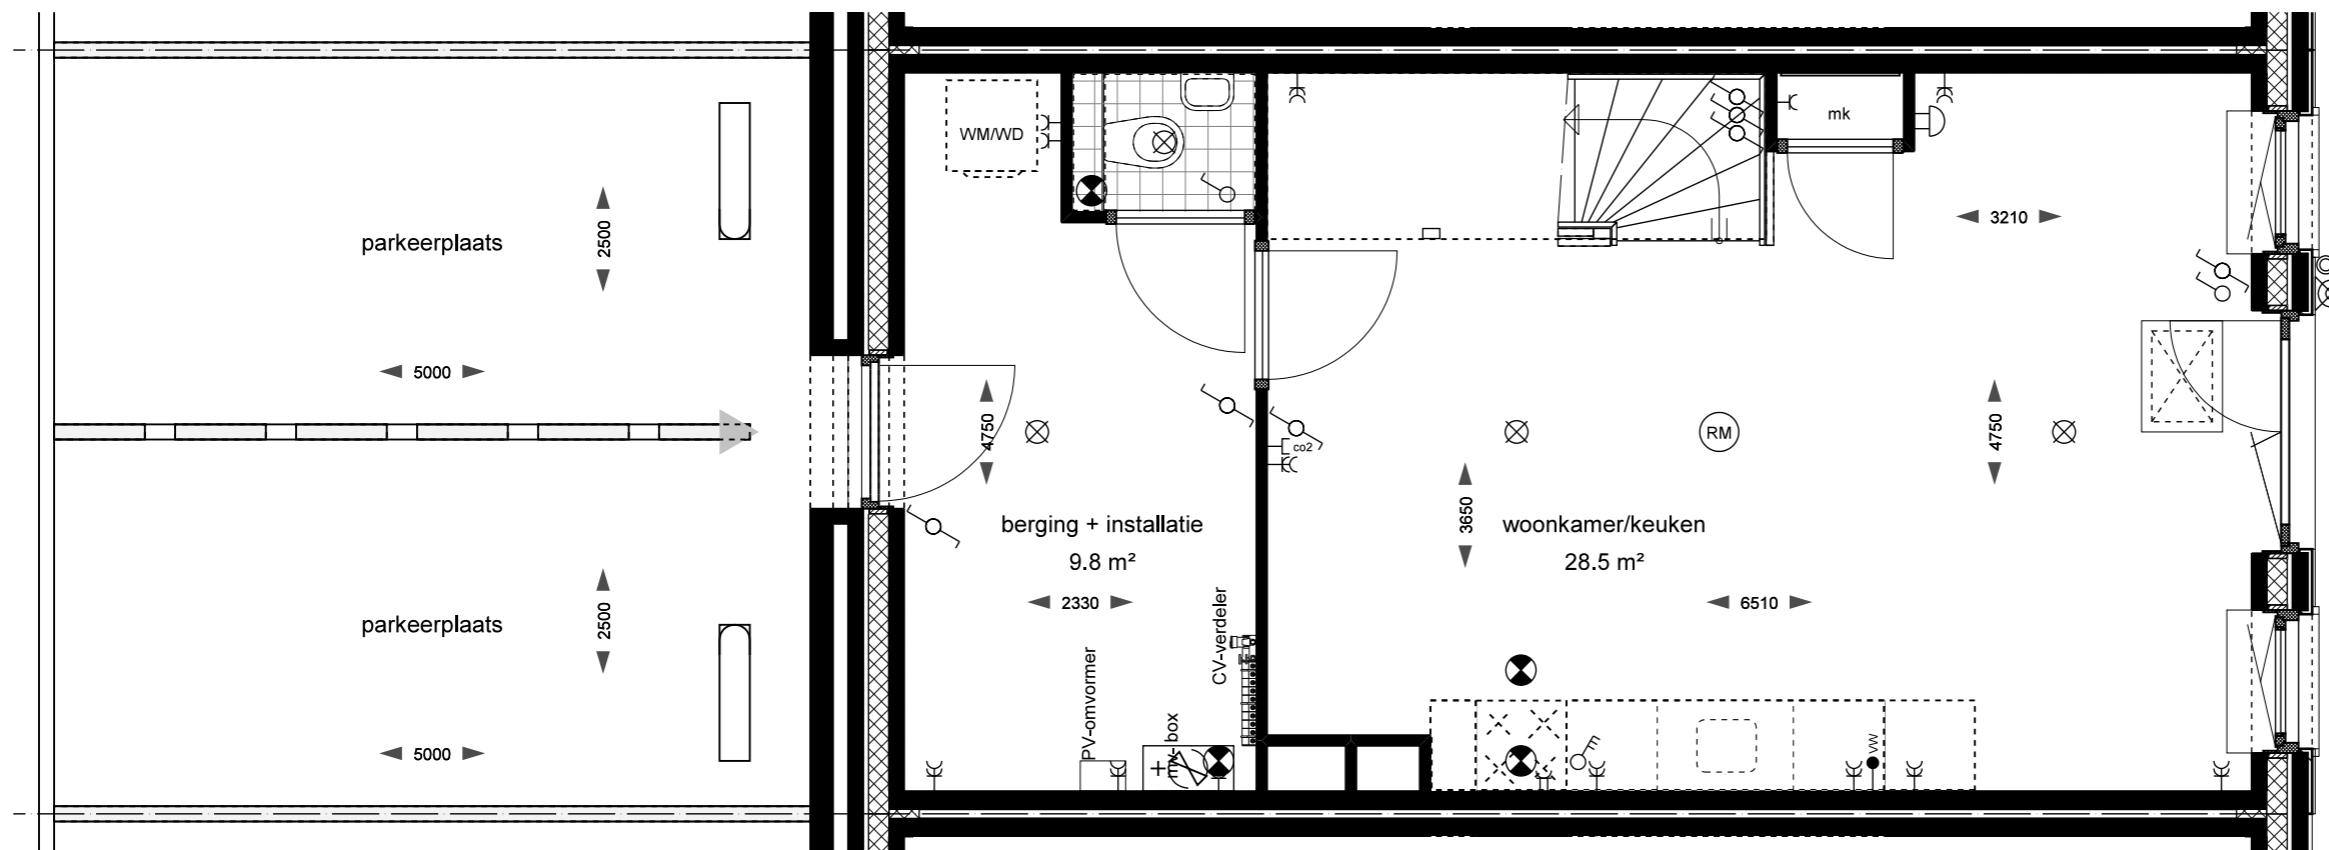 parkeerplaats
2500
5000
parkeerplaats
2500
5000
WM/WD
4750
berging + installatie
9.8 m²
2330
CV-verdeler
PV-omvormer
mv-box
co2
mk
3210
RM
4750
3650
woonkamer/keuken
28.5 m²
6510
vw